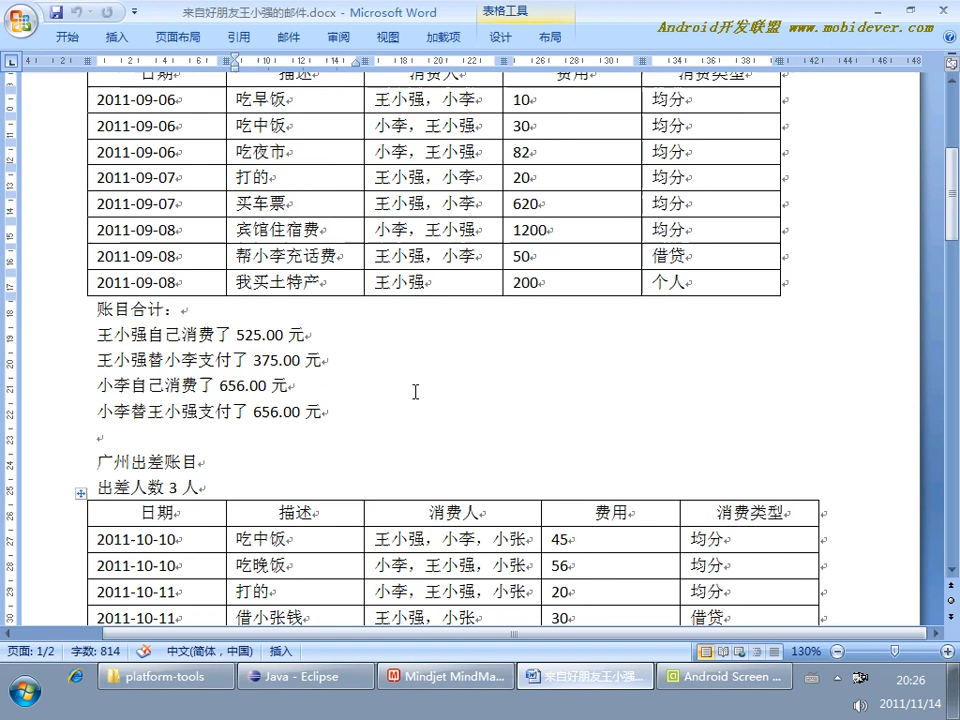 来自好朋友王小强的邮件.docx - Microsoft Word
表格工具
Android开发联盟 www.mobidever.com
开始 插入 页面布局 引用 邮件 审阅 视图 加载项 设计 布局
日期 描述 消费人 费用 消费类型
2011-09-06 吃早饭 王小强，小李 10 均分
2011-09-06 吃中饭 小李，王小强 30 均分
2011-09-06 吃夜市 小李，王小强 82 均分
2011-09-07 打的 王小强，小李 20 均分
2011-09-07 买车票 王小强，小李 620 均分
2011-09-08 宾馆住宿费 小李，王小强 1200 均分
2011-09-08 帮小李充话费 王小强，小李 50 借贷
2011-09-08 我买土特产 王小强 200 个人
账目合计：
王小强自己消费了 525.00 元
王小强替小李支付了 375.00 元
小李自己消费了 656.00 元
小李替王小强支付了 656.00 元
广州出差账目
出差人数 3 人
日期 描述 消费人 费用 消费类型
2011-10-10 吃中饭 王小强，小李，小张 45 均分
2011-10-10 吃晚饭 王小强，小李，小张 56 均分
2011-10-11 打的 小李，王小强，小张 20 均分
2011-10-11 借小张钱 王小强，小张 30 借贷
页面: 1/2 字数: 814 中文(简体，中国) 插入 130%
platform-tools Java - Eclipse Mindjet MindMa... 来自好朋友王小强... Android Screen ...
20:26
2011/11/14